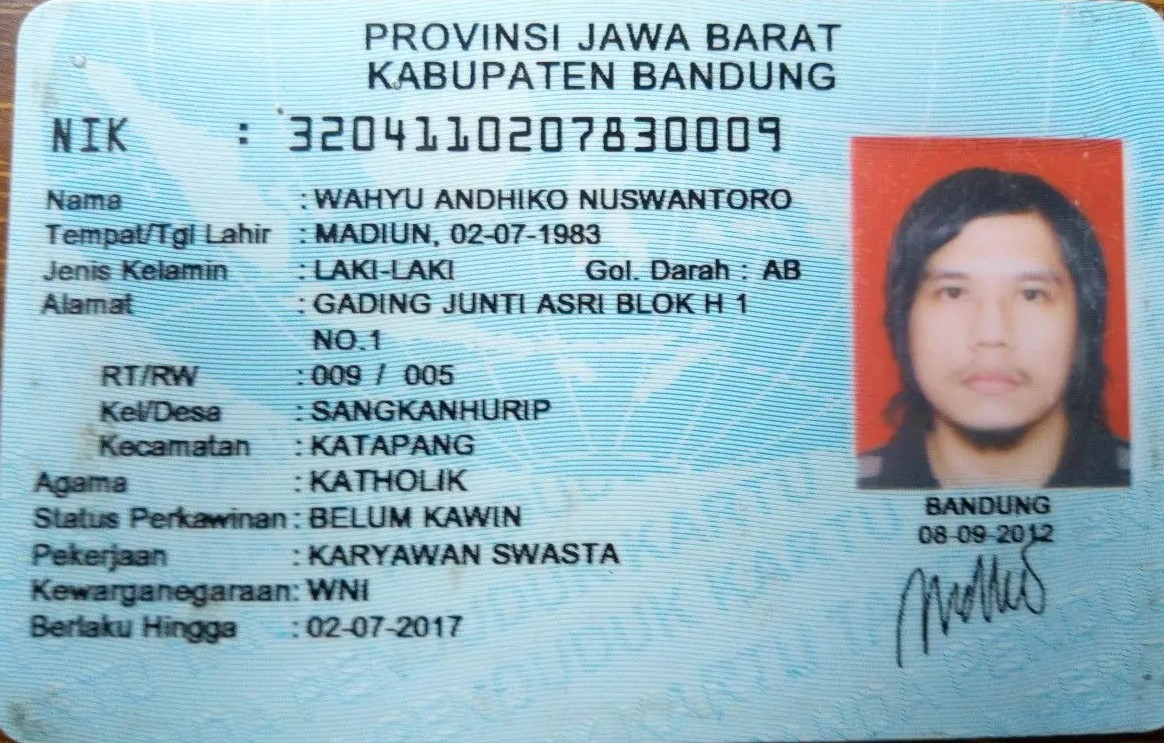 PROVINSI JAWA BARAT
KABUPATEN BANDUNG
NIK : 3204110207830009
Nama : WAHYU ANDHIKO NUSWANTORO
Tempat/Tgl Lahir : MADIUN, 02-07-1983
Jenis Kelamin : LAKI-LAKI Gol. Darah : AB
Alamat : GADING JUNTI ASRI BLOK H 1
NO.1
RT/RW : 009 / 005
Kel/Desa : SANGKANHURIP
Kecamatan : KATAPANG
Agama : KATHOLIK
Status Perkawinan : BELUM KAWIN
Pekerjaan : KARYAWAN SWASTA
Kewarganegaraan : WNI
Berlaku Hingga : 02-07-2017
BANDUNG
08-09-2012